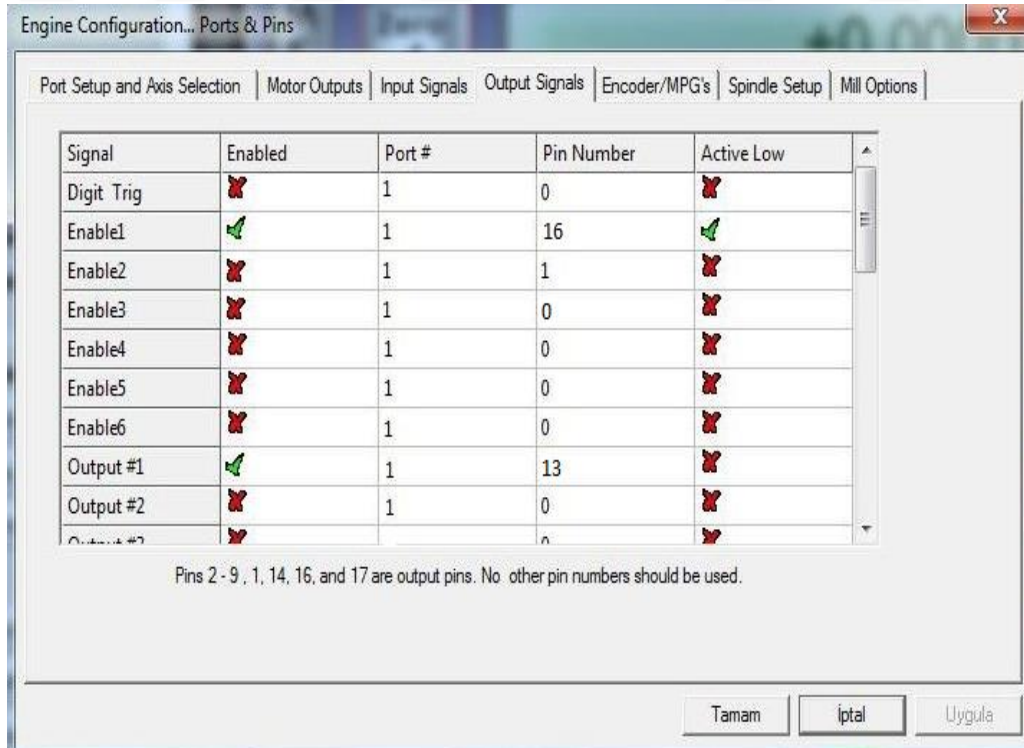 Engine Configuration... Ports & Pins
Port Setup and Axis Selection Motor Outputs Input Signals Output Signals Encoder/MPG's Spindle Setup Mill Options
Signal Enabled Port # Pin Number Active Low
Digit Trig 1 0
Enable1 1 16
Enable2 1 1
Enable3 1 0
Enable4 1 0
Enable5 1 0
Enable6 1 0
Output #1 1 13
Output #2 1 0
Pins 2 - 9 , 1, 14, 16, and 17 are output pins. No other pin numbers should be used.
Tamam İptal Uygula